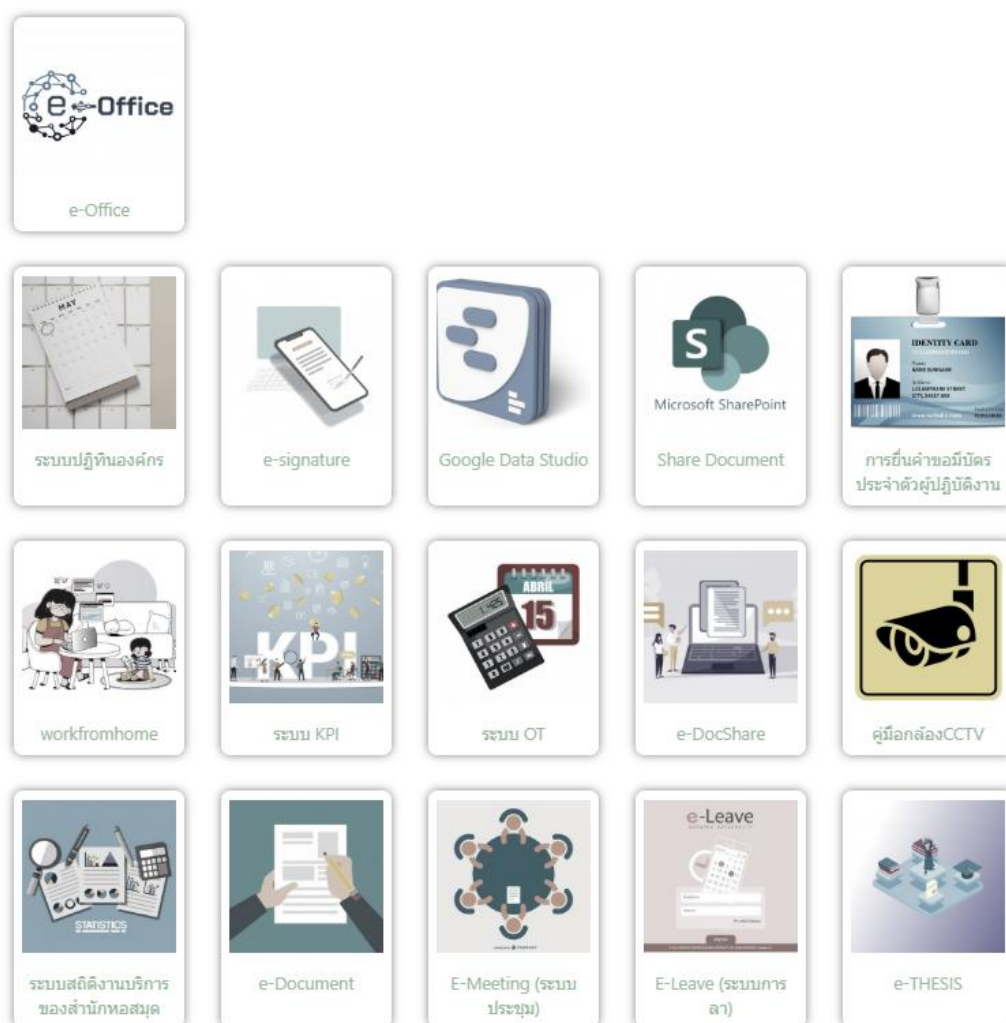 e-Office
e-Office
MAY
S
Microsoft SharePoint
IDENTITY CARD
ระบบปฏิทินองค์กร
e-signature
Google Data Studio
Share Document
การยื่นคำขอมีบัตร
ประจำตัวผู้ปฏิบัติงาน
KPI
ABRIL
15
workfromhome
ระบบ KPI
ระบบ OT
e-DocShare
คู่มือกล้องCCTV
STATISTICS
e-Leave
ระบบสถิติงานบริการ
ของสำนักหอสมุด
e-Document
E-Meeting (ระบบ
ประชุม)
E-Leave (ระบบการ
ลา)
e-THESIS